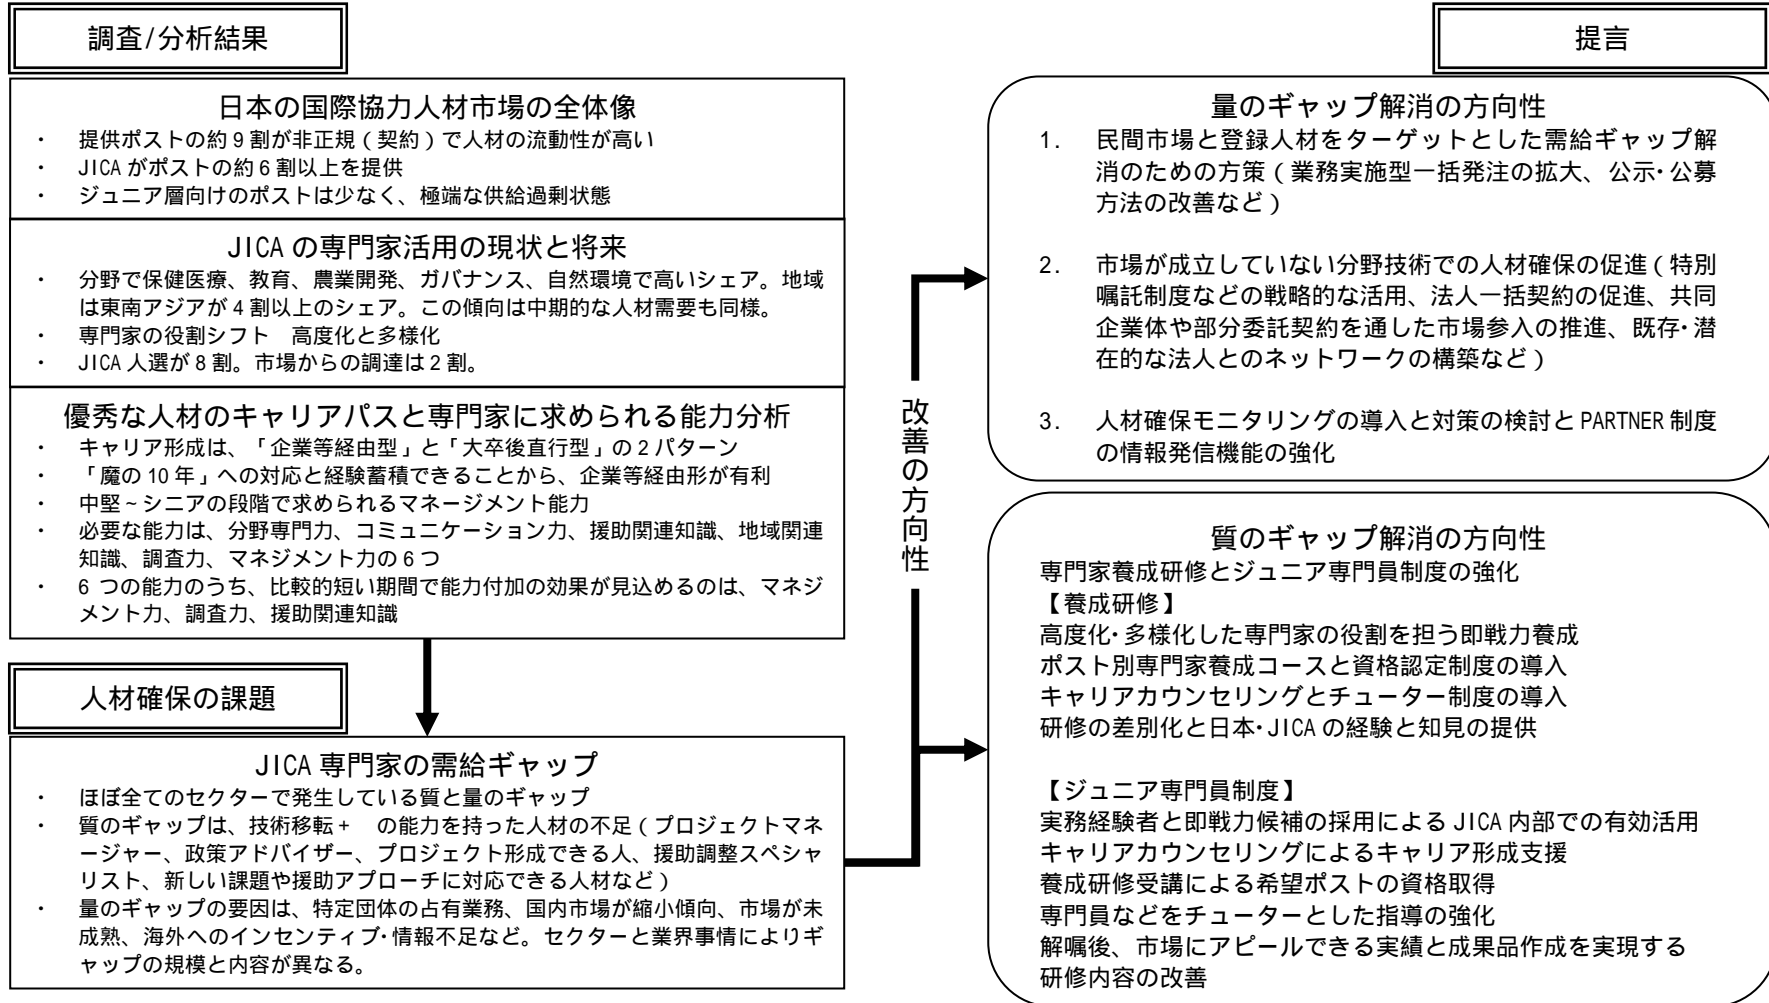 調査/分析結果
日本の国際協力人材市場の全体像
・ 提供ポストの約9割が非正規(契約)で人材の流動性が高い
・ JICAがポストの約6割以上を提供
・ ジュニア層向けのポストは少なく、極端な供給過剰状態
JICAの専門家活用の現状と将来
・ 分野で保健医療、教育、農業開発、ガバナンス、自然環境で高いシェア。地域
は東南アジアが4割以上のシェア。この傾向は中期的な人材需要も同様。
・ 専門家の役割シフト 高度化と多様化
・ JICA人選が8割。市場からの調達は2割。
優秀な人材のキャリアパスと専門家に求められる能力分析
・ キャリア形成は、「企業等経由型」と「大卒後直行型」の2パターン
・ 「魔の10年」への対応と経験蓄積できることから、企業等経由形が有利
・ 中堅~シニアの段階で求められるマネージメント能力
・ 必要な能力は、分野専門力、コミュニケーション力、援助関連知識、地域関連
知識、調査力、マネジメント力の6つ
・ 6つの能力のうち、比較的短い期間で能力付加の効果が見込めるのは、マネジ
メント力、調査力、援助関連知識
人材確保の課題
JICA専門家の需給ギャップ
・ ほぼ全てのセクターで発生している質と量のギャップ
・ 質のギャップは、技術移転+ の能力を持った人材の不足(プロジェクトマネ
ージャー、政策アドバイザー、プロジェクト形成できる人、援助調整スペシャ
リスト、新しい課題や援助アプローチに対応できる人材など)
・ 量のギャップの要因は、特定団体の占有業務、国内市場が縮小傾向、市場が未
成熟、海外へのインセンティブ・情報不足など。セクターと業界事情によりギ
ャップの規模と内容が異なる。
改善の方向性
提言
量のギャップ解消の方向性
1. 民間市場と登録人材をターゲットとした需給ギャップ解
消のための方策(業務実施型一括発注の拡大、公示・公募
方法の改善など)
2. 市場が成立していない分野技術での人材確保の促進(特別
嘱託制度などの戦略的な活用、法人一括契約の促進、共同
企業体や部分委託契約を通した市場参入の推進、既存・潜
在的な法人とのネットワークの構築など)
3. 人材確保モニタリングの導入と対策の検討とPARTNER制度
の情報発信機能の強化
質のギャップ解消の方向性
専門家養成研修とジュニア専門員制度の強化
【養成研修】
高度化・多様化した専門家の役割を担う即戦力養成
ポスト別専門家養成コースと資格認定制度の導入
キャリアカウンセリングとチューター制度の導入
研修の差別化と日本・JICAの経験と知見の提供
【ジュニア専門員制度】
実務経験者と即戦力候補の採用によるJICA内部での有効活用
キャリアカウンセリングによるキャリア形成支援
養成研修受講による希望ポストの資格取得
専門員などをチューターとした指導の強化
解嘱後、市場にアピールできる実績と成果品作成を実現する
研修内容の改善